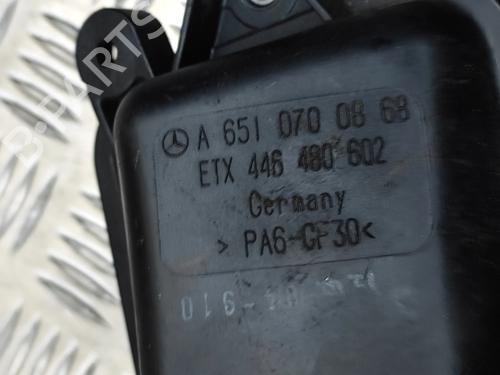 A 651 070 08 68
ETX 446 480 602
Germany
> PA6-GF30<